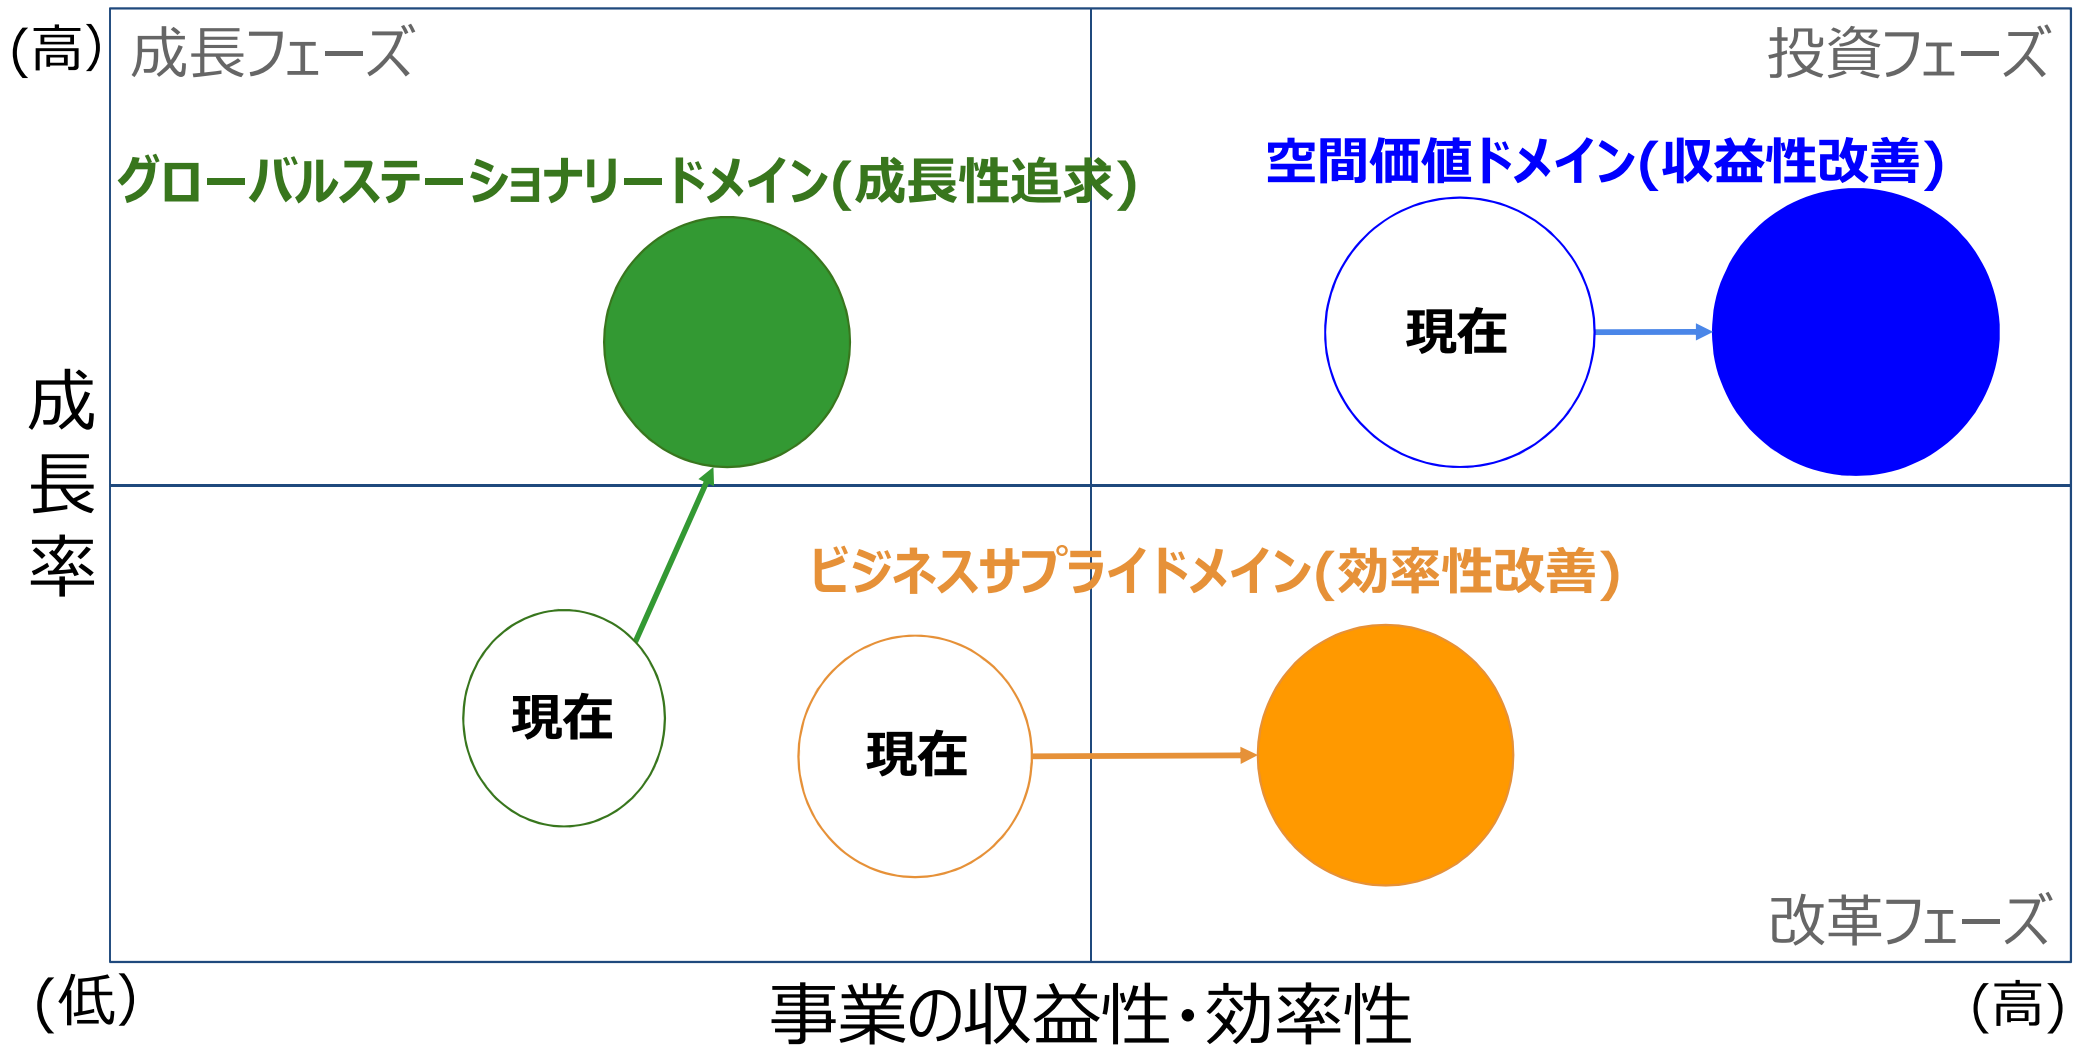 (高)
成長フェーズ
投資フェーズ
グローバルステーショナリードメイン(成長性追求)
空間価値ドメイン(収益性改善)
現在
成長率
ビジネスサプライドメイン(効率性改善)
現在
現在
改革フェーズ
(低)
事業の収益性・効率性
(高)